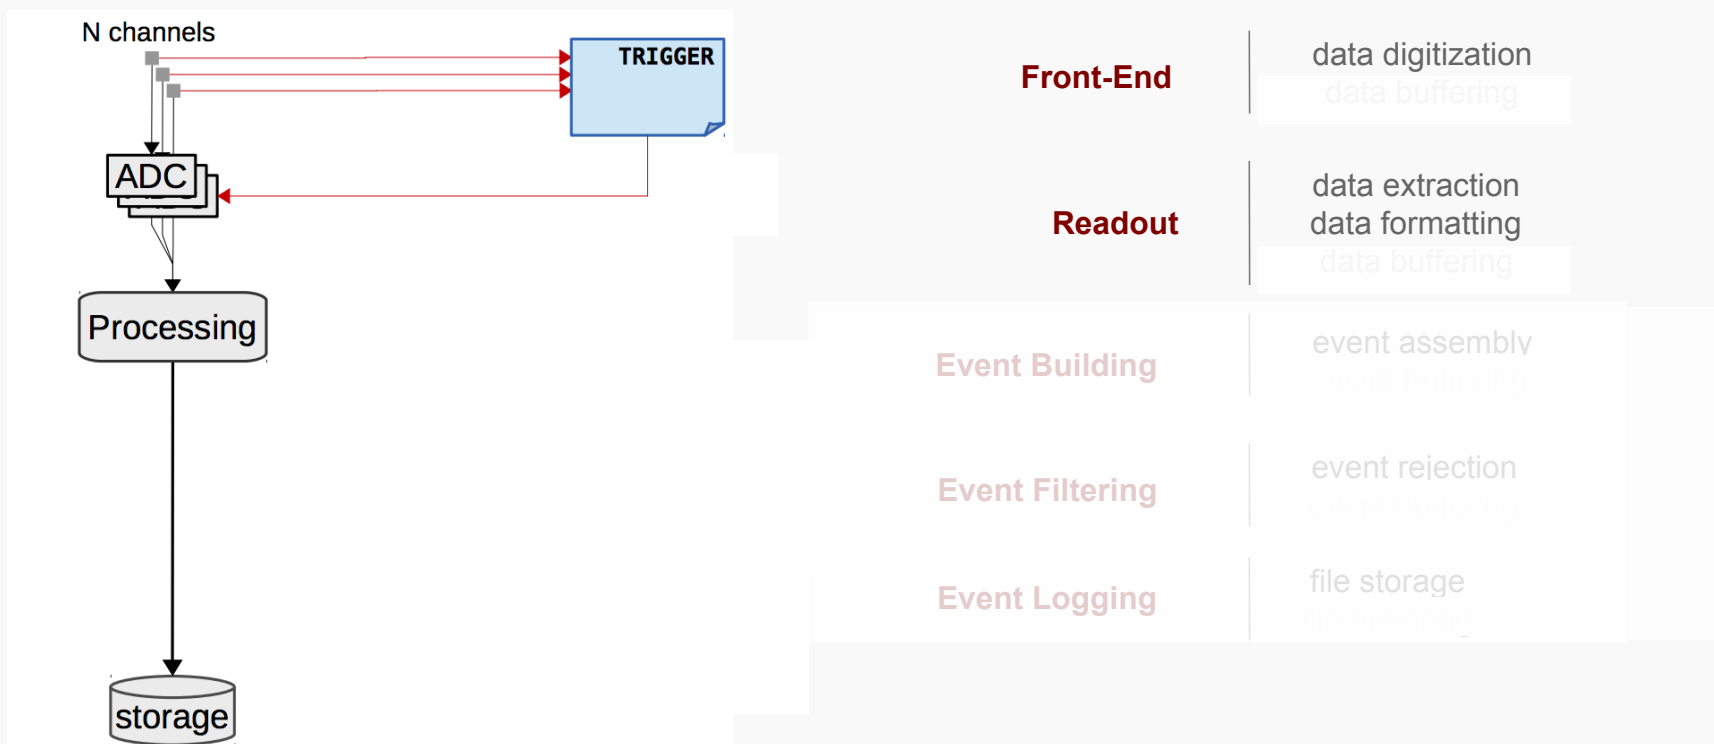 N channels
TRIGGER
ADC
Processing
storage
Front-End
data digitization
data buffering
Readout
data extraction
data formatting
data buffering
Event Building
event assembly
Event Filtering
event rejection
Event Logging
file storage